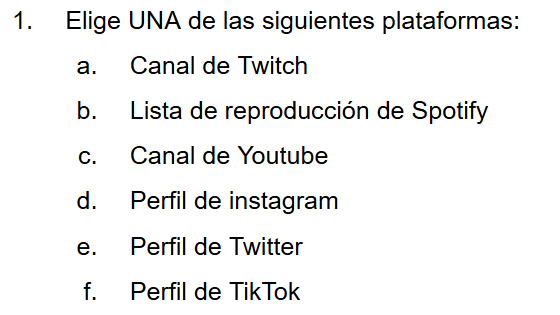 1. Elige UNA de las siguientes plataformas:
a. Canal de Twitch
b. Lista de reproducción de Spotify
c. Canal de Youtube
d. Perfil de instagram
e. Perfil de Twitter
f. Perfil de TikTok